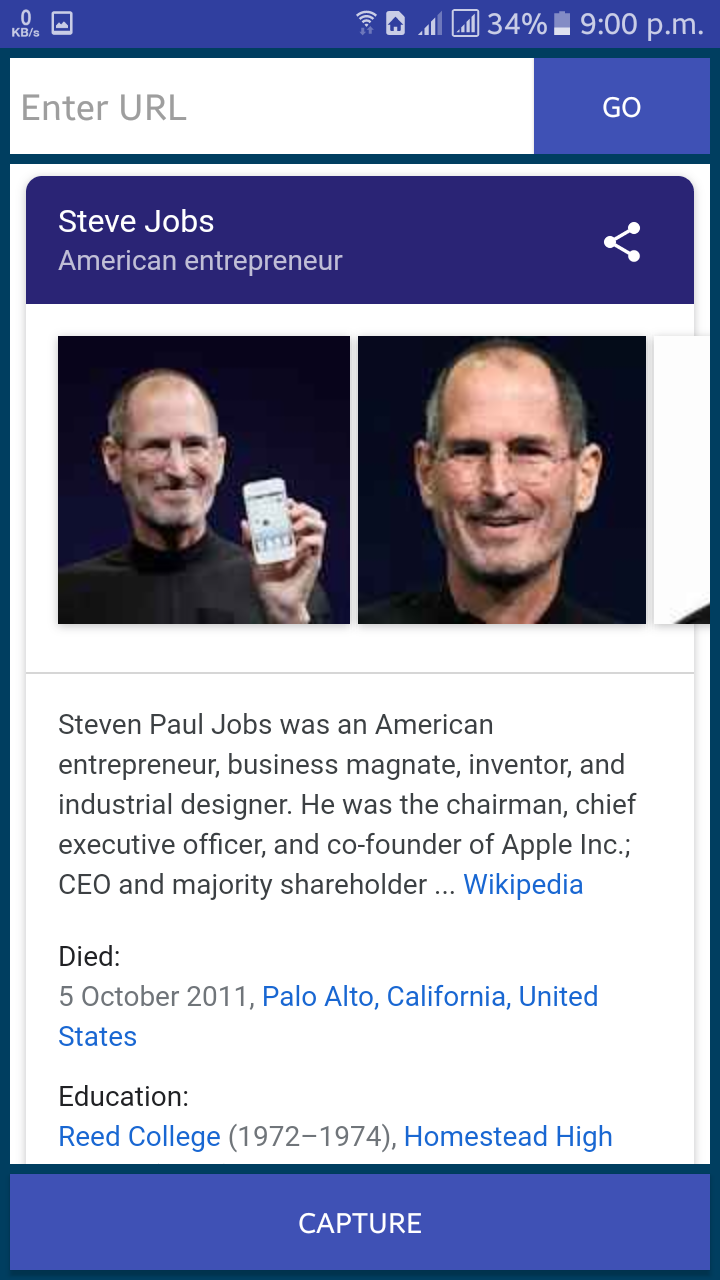 0
KB/s
34%
9:00 p.m.
Enter URL
GO
Steve Jobs
American entrepreneur
Steven Paul Jobs was an American
entrepreneur, business magnate, inventor, and
industrial designer. He was the chairman, chief
executive officer, and co-founder of Apple Inc.;
CEO and majority shareholder ... Wikipedia
Died:
5 October 2011, Palo Alto, California, United
States
Education:
Reed College (1972–1974), Homestead High
CAPTURE